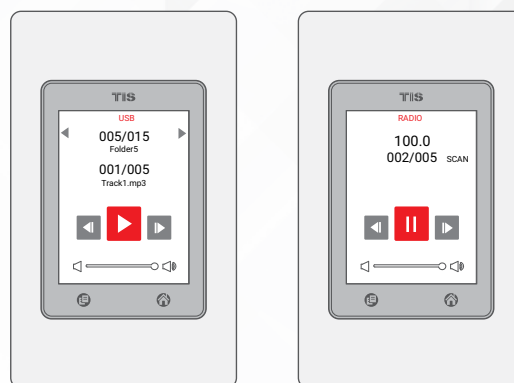 TIS
USB
005/015
Folder5
001/005
Track1.mp3
TIS
RADIO
100.0
002/005 SCAN